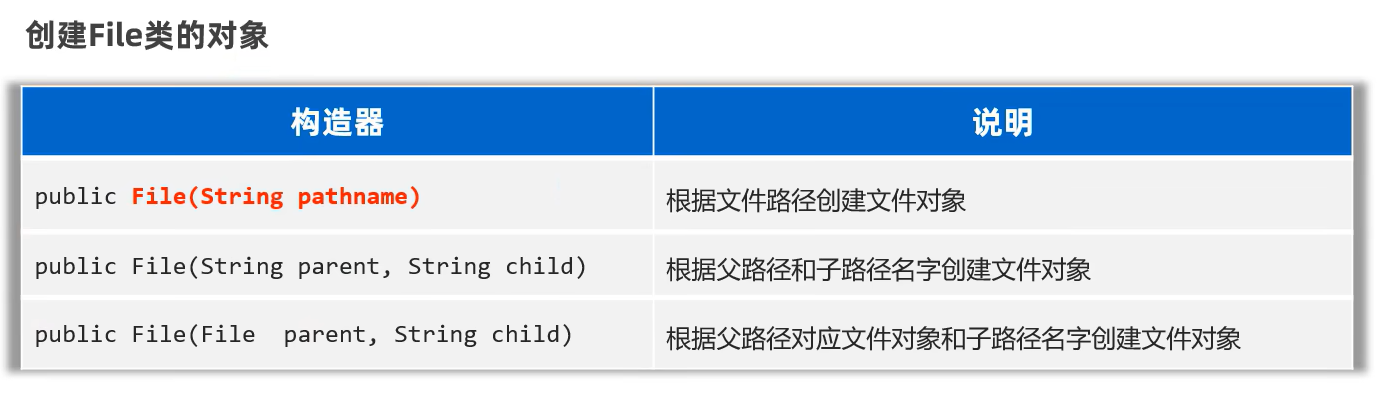 创建File类的对象
构造器 说明
public File(String pathname) 根据文件路径创建文件对象
public File(String parent, String child) 根据父路径和子路径名字创建文件对象
public File(File  parent, String child) 根据父路径对应文件对象和子路径名字创建文件对象